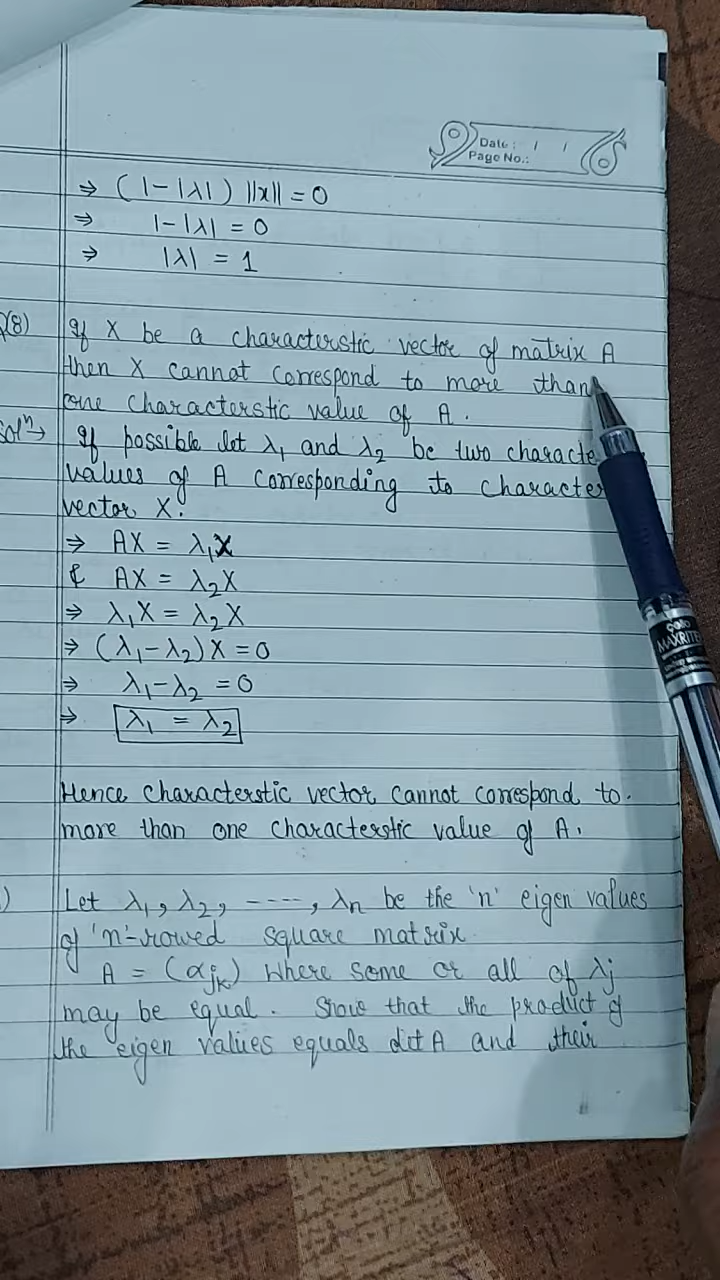 Date : / /
Page No.:
⇒ (1-|λ|) ||x|| = 0
⇒ 1-|λ| = 0
⇒ |λ| = 1
(8) If X be a characterstic vector of matrix A
then X cannot correspond to more than
one characterstic value of A.
Solⁿ→ If possible let λ₁ and λ₂ be two characte
values of A corresponding to character
vector X.
⇒ AX = λ₁X
& AX = λ₂X
⇒ λ₁X = λ₂X
⇒ (λ₁-λ₂)X = 0
⇒ λ₁-λ₂ = 0
⇒ λ₁ = λ₂
Hence characterstic vector cannot correspond to.
more than one characterstic value of A.
) Let λ₁, λ₂, ----, λn be the 'n' eigen values
of 'n'-rowed square matrix
A = (αjk) where some or all of λj
may be equal. Show that the product of
the eigen values equals det A and their
cello
MAXRITE